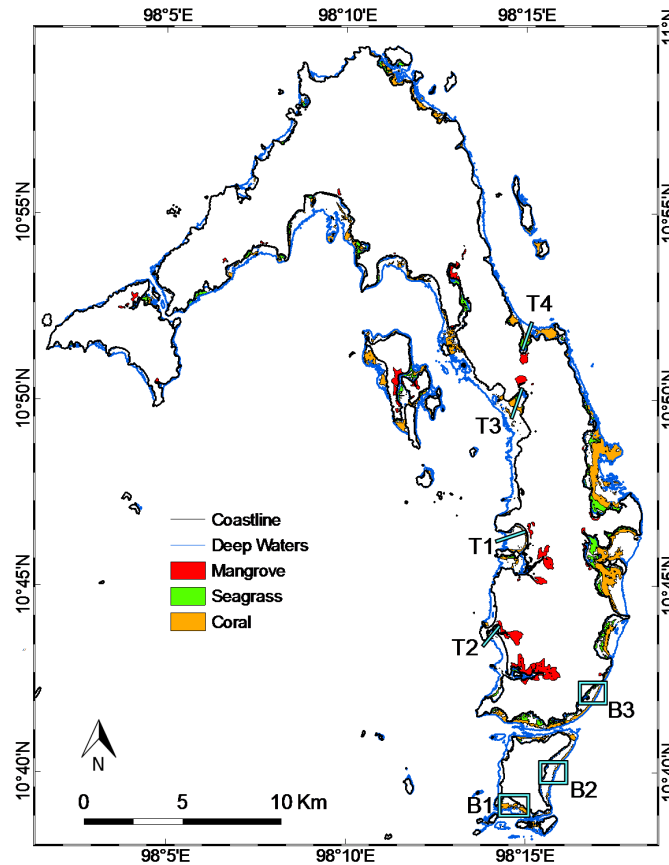 98°5'E 98°10'E 98°15'E
11°N 11°N
10°55'N 10°55'N
T4
10°50'N 10°50'N
T3
Coastline
Deep Waters
Mangrove
Seagrass
Coral
T1
10°45'N 10°45'N
T2
B3
10°40'N 10°40'N
B2
B1
N
0 5 10 Km
98°5'E 98°10'E 98°15'E